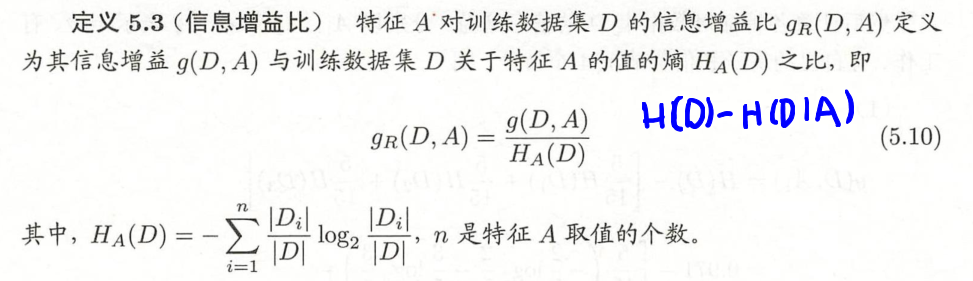 定义 5.3 (信息增益比) 特征 A 对训练数据集 D 的信息增益比 g_R(D, A) 定义
为其信息增益 g(D, A) 与训练数据集 D 关于特征 A 的值的熵 H_A(D) 之比, 即
g_R(D, A) = \frac{g(D, A)}{H_A(D)} H(D)-H(D|A) (5.10)
其中, H_A(D) = -\sum_{i=1}^{n} \frac{|D_i|}{|D|} \log_2 \frac{|D_i|}{|D|}, n 是特征 A 取值的个数。